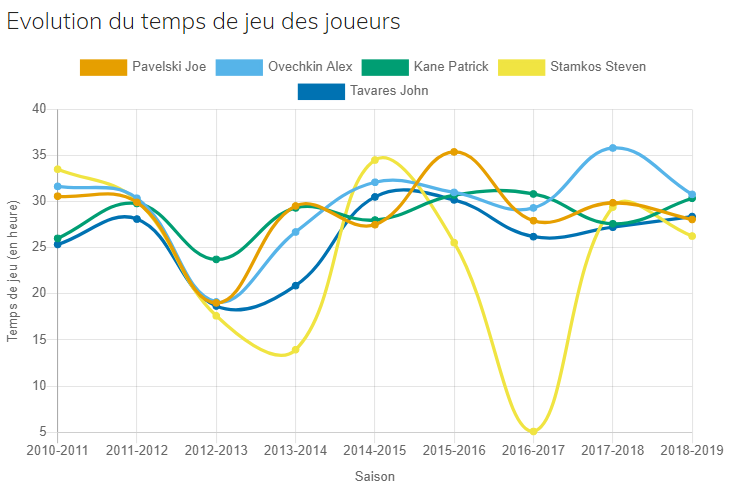 Evolution du temps de jeu des joueurs
Pavelski Joe Ovechkin Alex Kane Patrick Stamkos Steven
Tavares John
Temps de jeu (en heure)
40
35
30
25
20
15
10
5
2010-2011 2011-2012 2012-2013 2013-2014 2014-2015 2015-2016 2016-2017 2017-2018 2018-2019
Saison